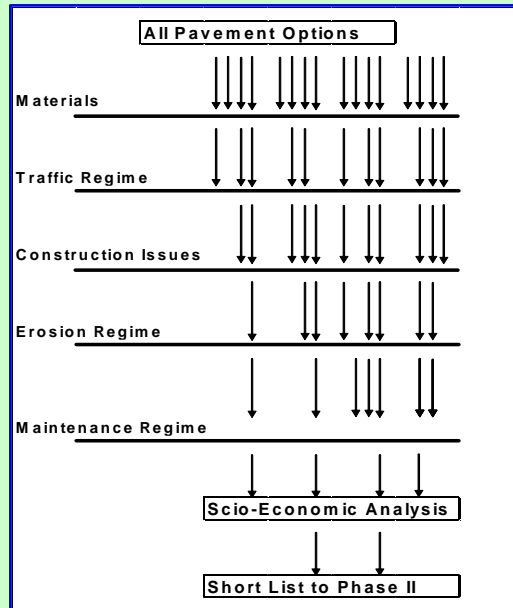 All Pavement Options
Materials
Traffic Regime
Construction Issues
Erosion Regime
Maintenance Regime
Scio-Economic Analysis
Short List to Phase II